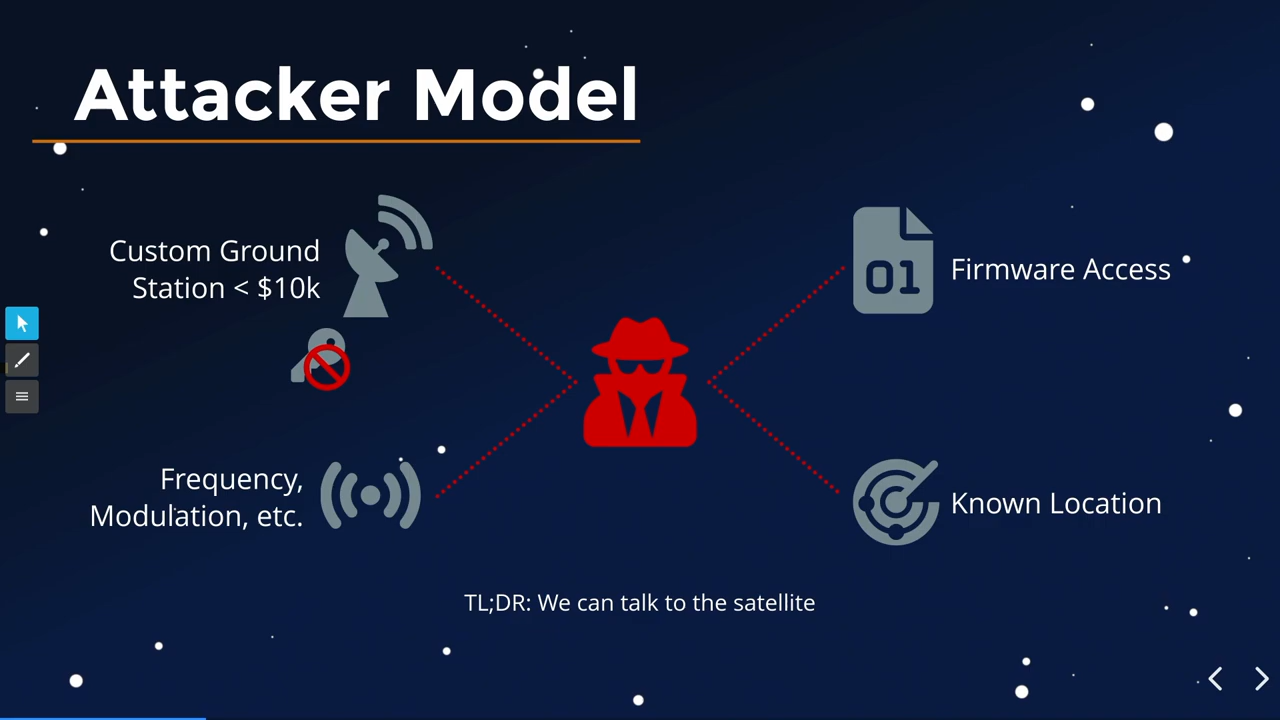 Attacker Model
Custom Ground
Station < $10k
01
Firmware Access
Frequency,
Modulation, etc.
Known Location
TL;DR: We can talk to the satellite